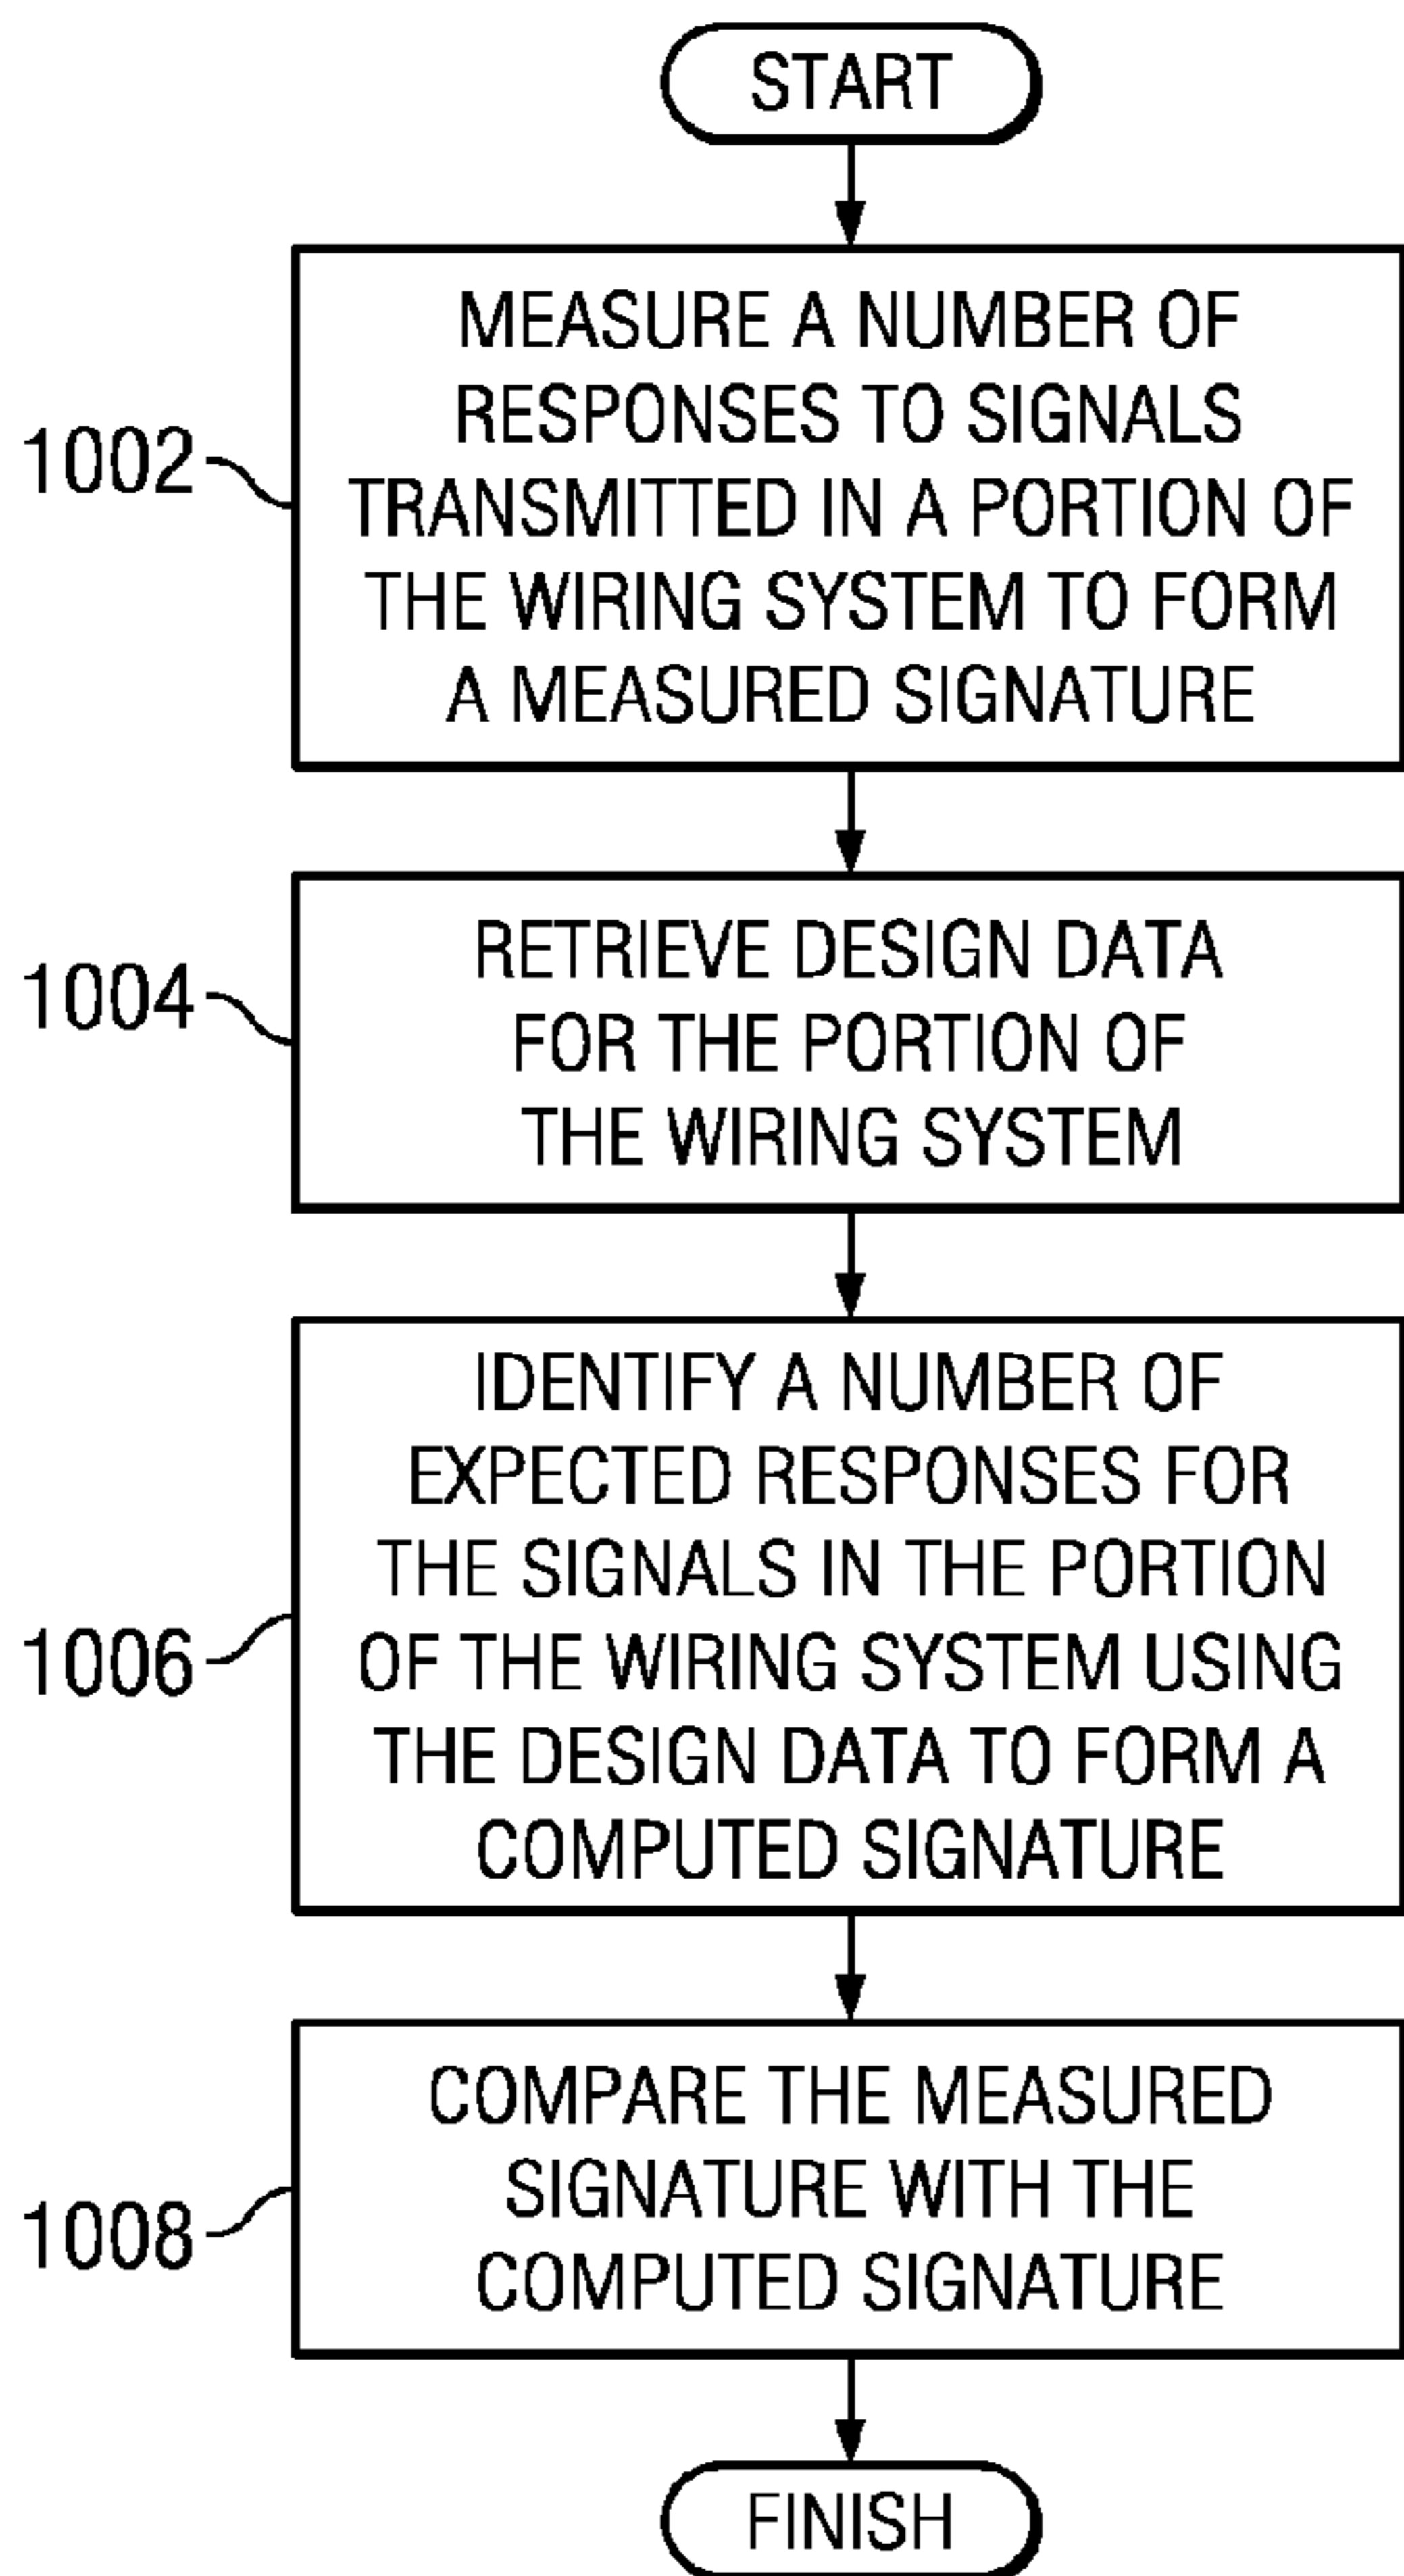 START
MEASURE A NUMBER OF
RESPONSES TO SIGNALS
TRANSMITTED IN A PORTION OF
THE WIRING SYSTEM TO FORM
A MEASURED SIGNATURE
1002
RETRIEVE DESIGN DATA
FOR THE PORTION OF
THE WIRING SYSTEM
1004
IDENTIFY A NUMBER OF
EXPECTED RESPONSES FOR
THE SIGNALS IN THE PORTION
OF THE WIRING SYSTEM USING
THE DESIGN DATA TO FORM A
COMPUTED SIGNATURE
1006
COMPARE THE MEASURED
SIGNATURE WITH THE
COMPUTED SIGNATURE
1008
FINISH